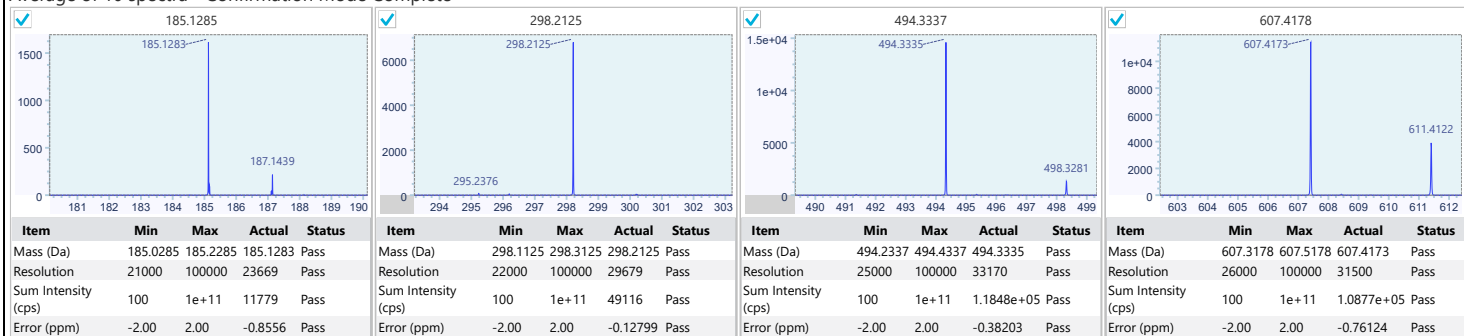 Average of 10 spectra - Confirmation Mode Complete
185.1285
185.1283
187.1439
1500
1000
500
0
181 182 183 184 185 186 187 188 189 190
Item Min Max Actual Status
Mass (Da) 185.0285 185.2285 185.1283 Pass
Resolution 21000 100000 23669 Pass
Sum Intensity
(cps) 100 1e+11 11779 Pass
Error (ppm) -2.00 2.00 -0.8556 Pass
298.2125
298.2125
295.2376
6000
4000
2000
0
294 295 296 297 298 299 300 301 302 303
Item Min Max Actual Status
Mass (Da) 298.1125 298.3125 298.2125 Pass
Resolution 22000 100000 29679 Pass
Sum Intensity
(cps) 100 1e+11 49116 Pass
Error (ppm) -2.00 2.00 -0.12799 Pass
494.3337
494.3335
498.3281
1.5e+04
1e+04
5000
0
490 491 492 493 494 495 496 497 498 499
Item Min Max Actual Status
Mass (Da) 494.2337 494.4337 494.3335 Pass
Resolution 25000 100000 33170 Pass
Sum Intensity
(cps) 100 1e+11 1.1848e+05 Pass
Error (ppm) -2.00 2.00 -0.38203 Pass
607.4178
607.4173
611.4122
1e+04
8000
6000
4000
2000
0
603 604 605 606 607 608 609 610 611 612
Item Min Max Actual Status
Mass (Da) 607.3178 607.5178 607.4173 Pass
Resolution 26000 100000 31500 Pass
Sum Intensity
(cps) 100 1e+11 1.0877e+05 Pass
Error (ppm) -2.00 2.00 -0.76124 Pass